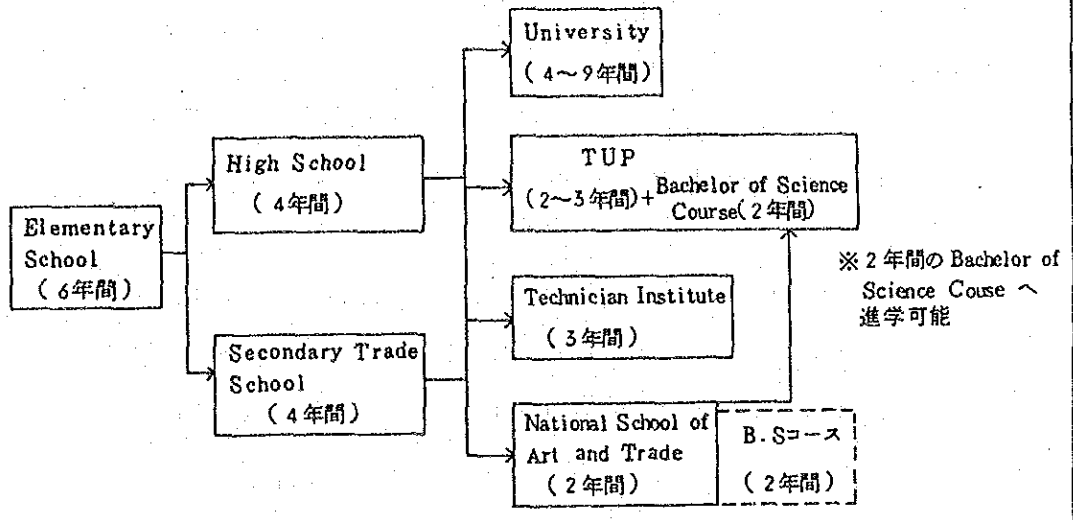 University
(4~9年間)
High School
(4年間)
TUP
(2~3年間)+Bachelor of Science
Course(2年間)
Elementary
School
(6年間)
※2年間の Bachelor of
Science Couse へ
進学可能
Technician Institute
(3年間)
Secondary Trade
School
(4年間)
National School of
Art and Trade
(2年間)
B.Sコース
(2年間)